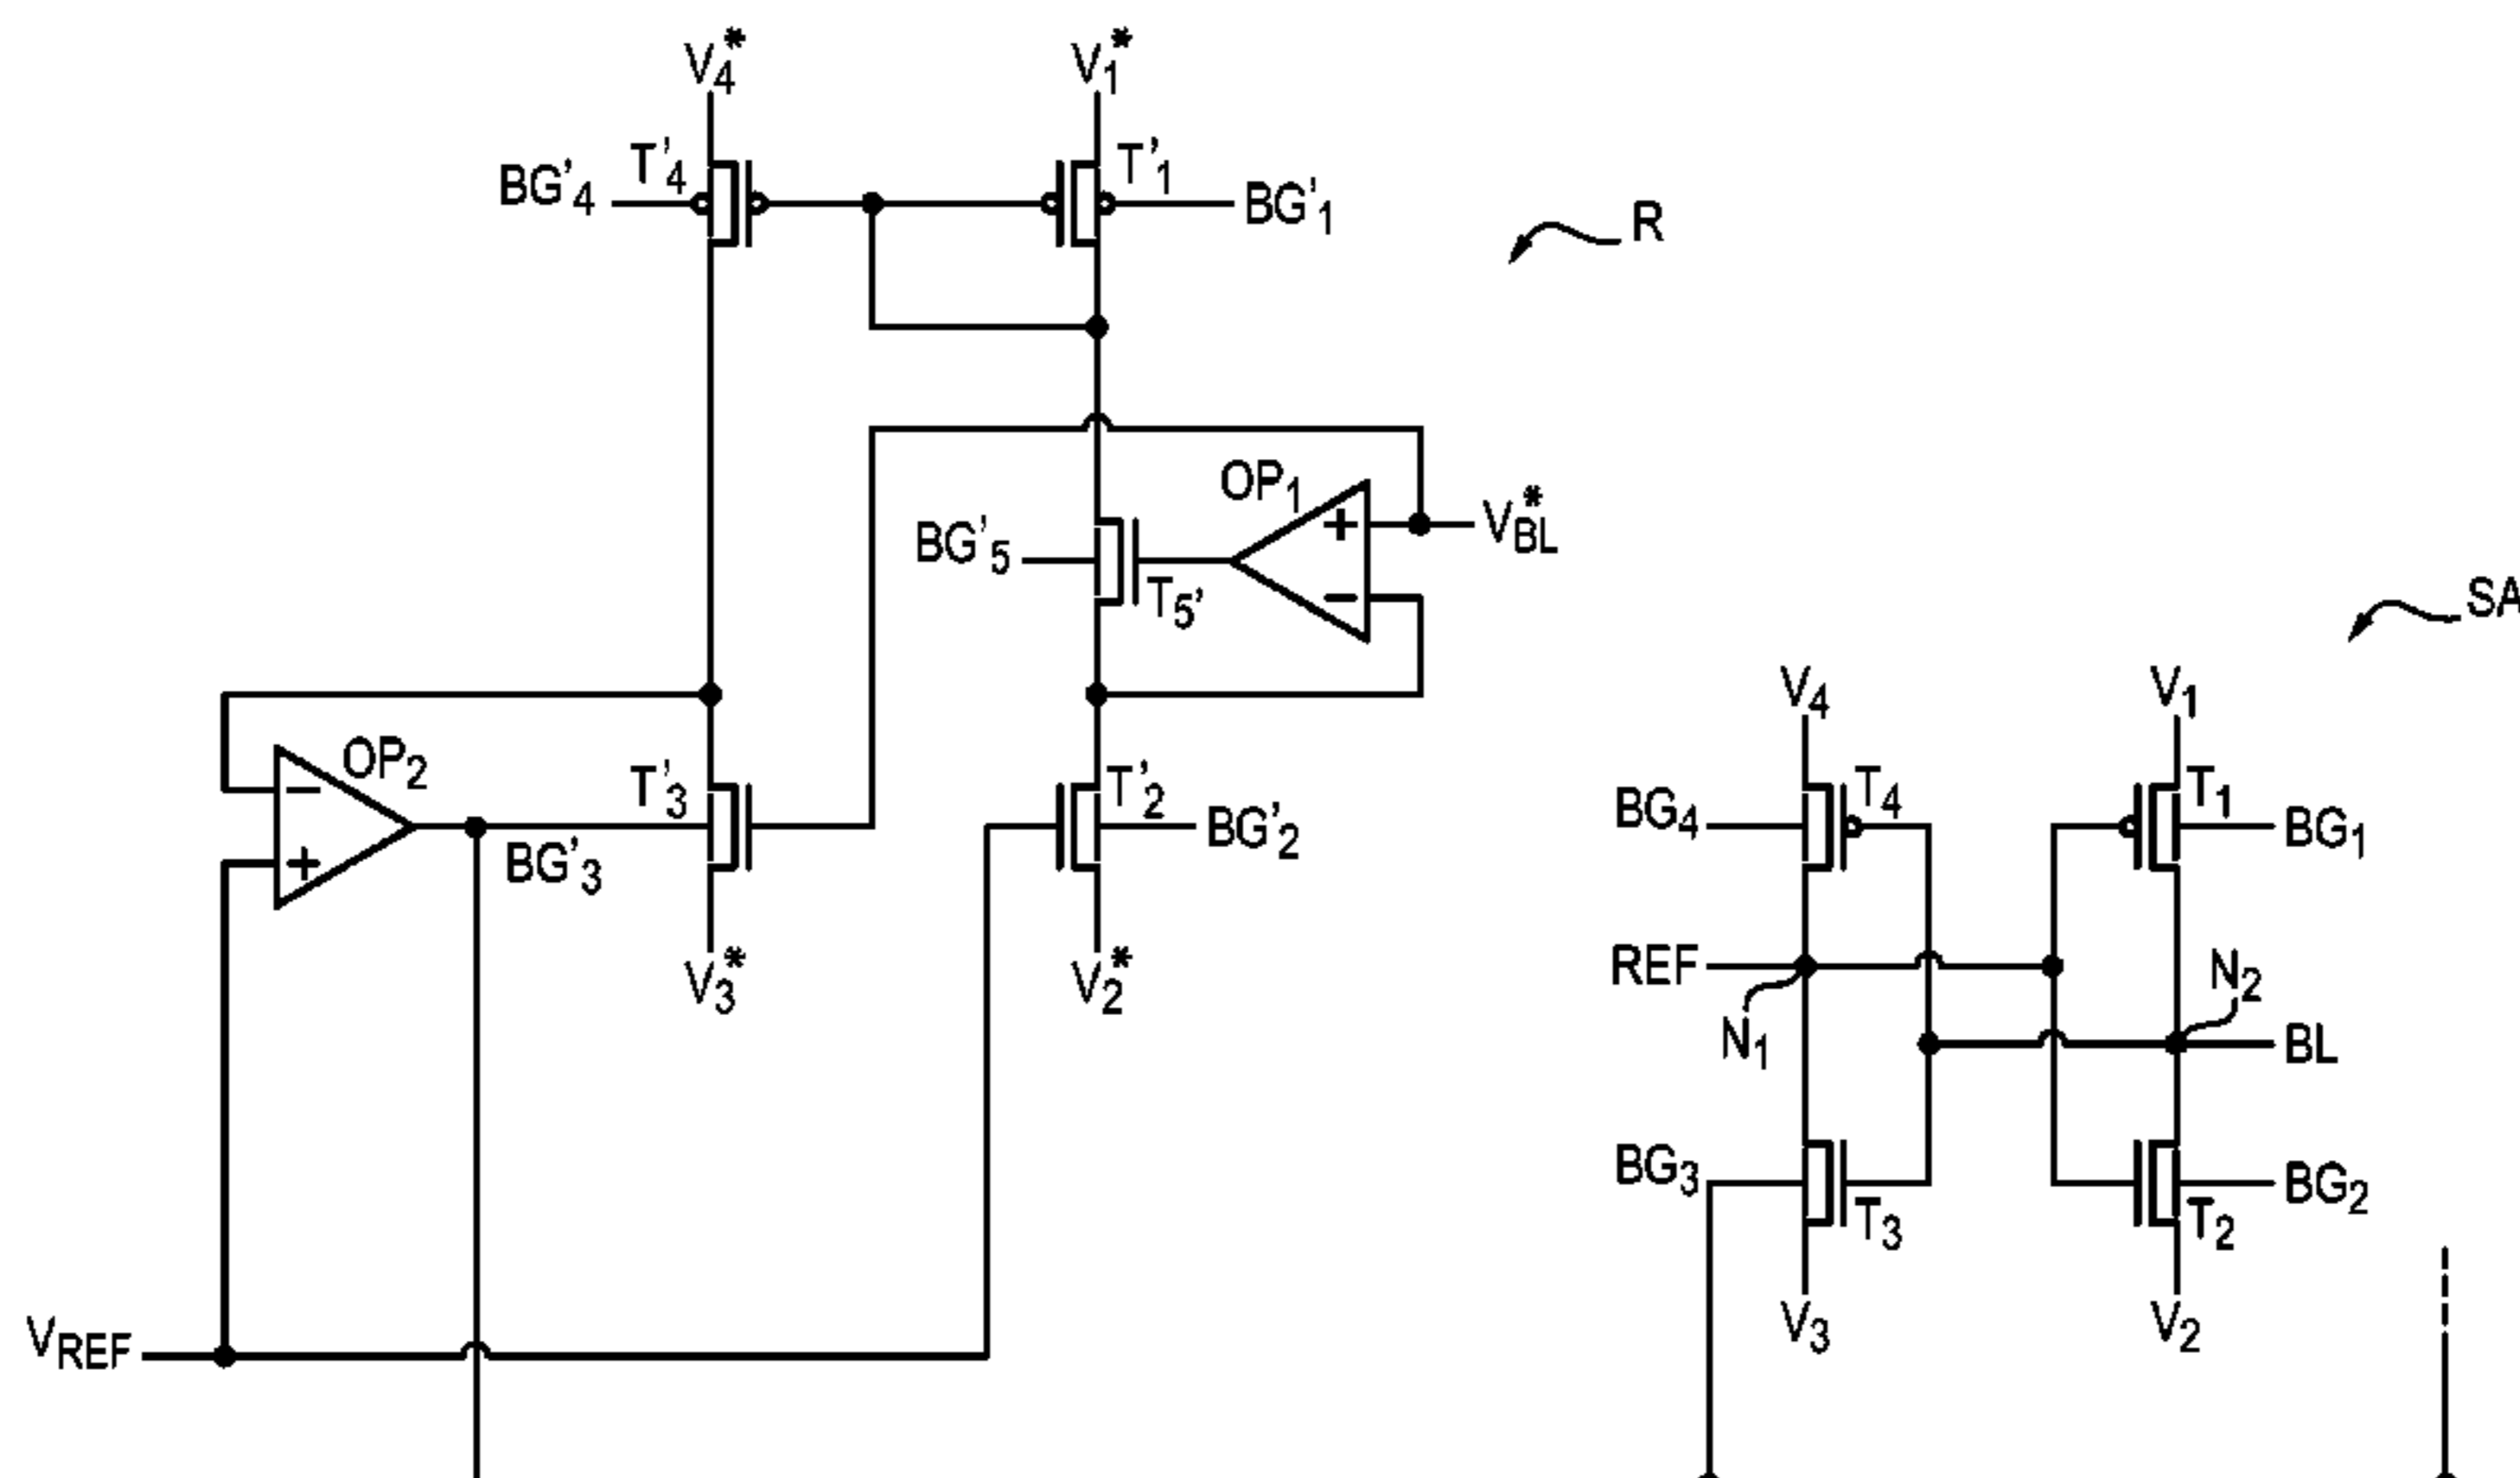 V4* V1*
BG'4 T'4 T'1 BG'1
R
OP1
BG'5 T5' + V*BL
−
SA
OP2 T'3 T'2 BG'2
−
+ BG'3
V3* V2*
VREF
V4 V1
BG4 T4 T1 BG1
REF N1 N2
BL
BG3 T3 T2 BG2
V3 V2